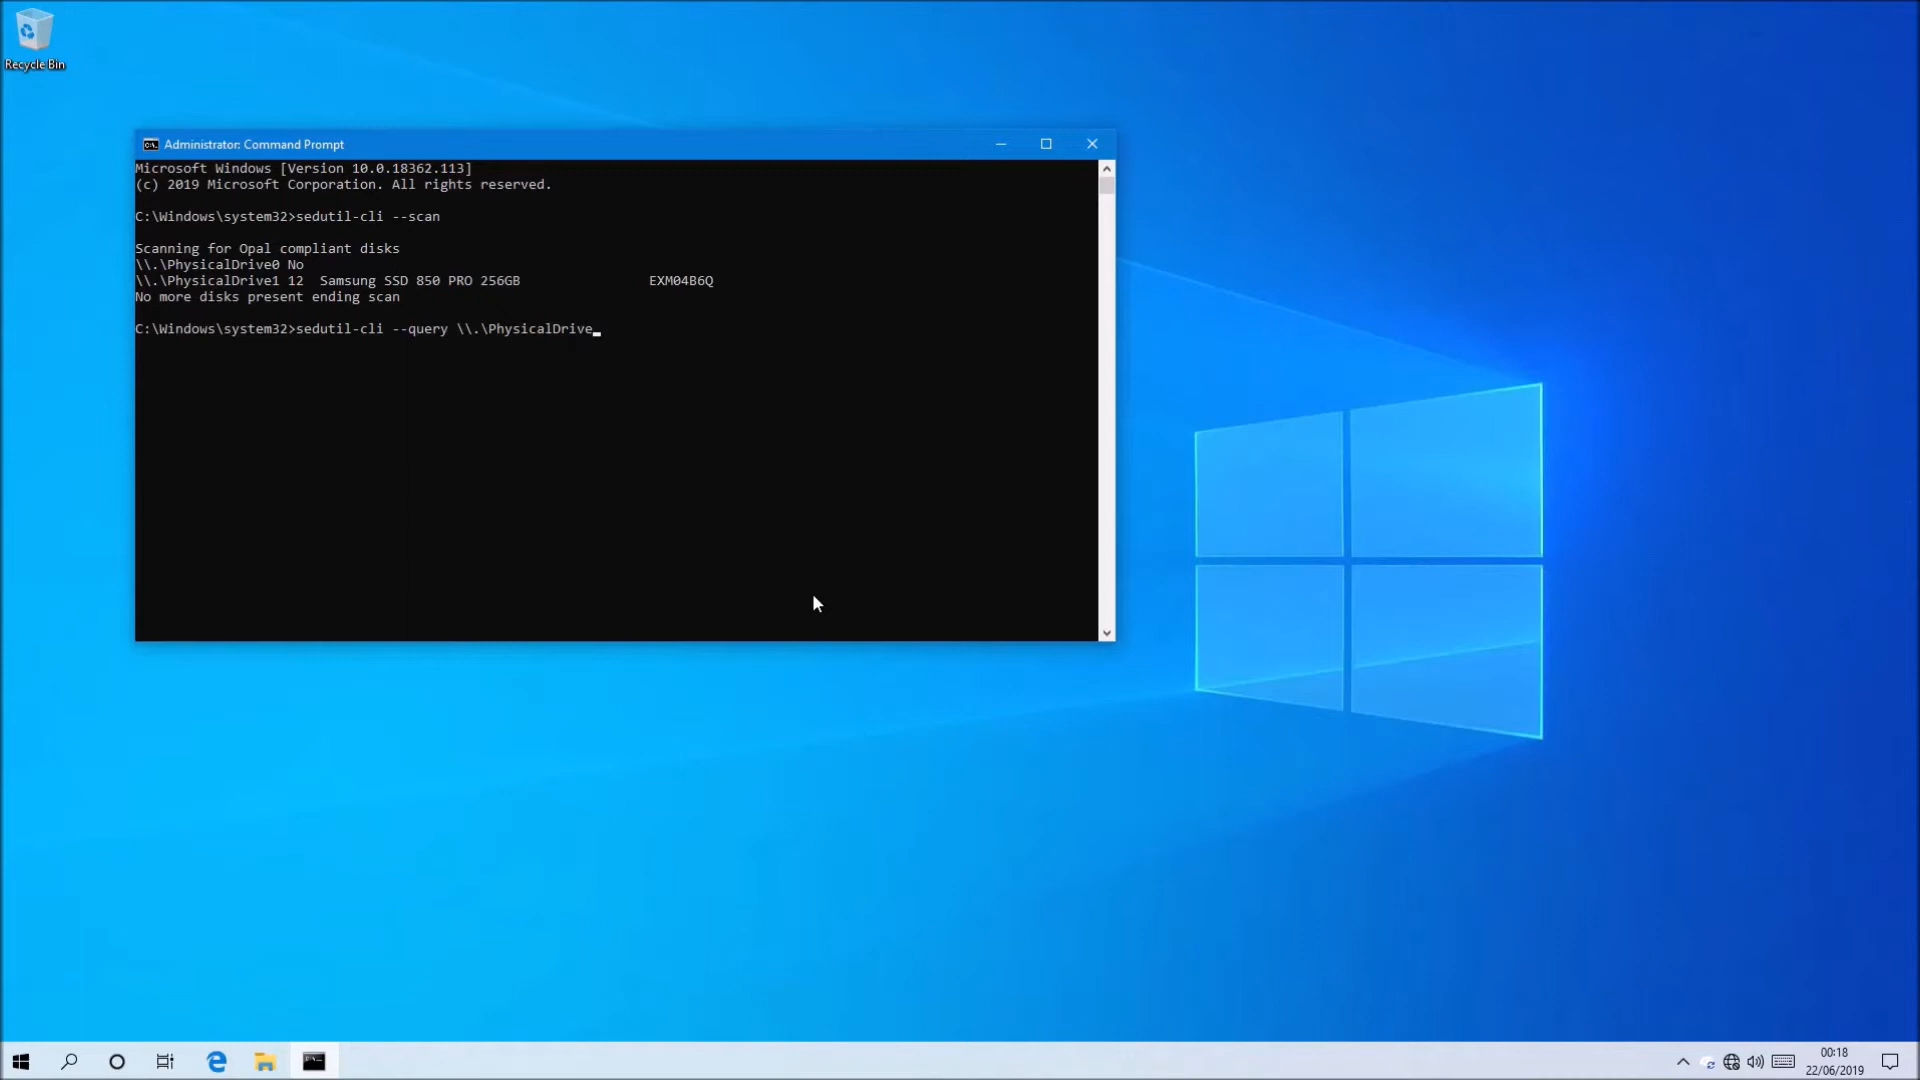 Recycle Bin
Administrator: Command Prompt
Microsoft Windows [Version 10.0.18362.113]
(c) 2019 Microsoft Corporation. All rights reserved.
C:\Windows\system32>sedutil-cli --scan
Scanning for Opal compliant disks
\\.\PhysicalDrive0 No
\\.\PhysicalDrive1 12  Samsung SSD 850 PRO 256GB                EXM04B6Q
No more disks present ending scan
C:\Windows\system32>sedutil-cli --query \\.\PhysicalDrive_
00:18
22/06/2019